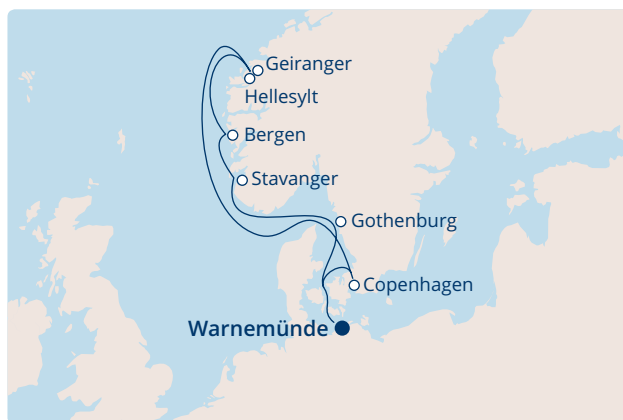 Geiranger
Hellesylt
Bergen
Stavanger
Gothenburg
Copenhagen
Warnemünde